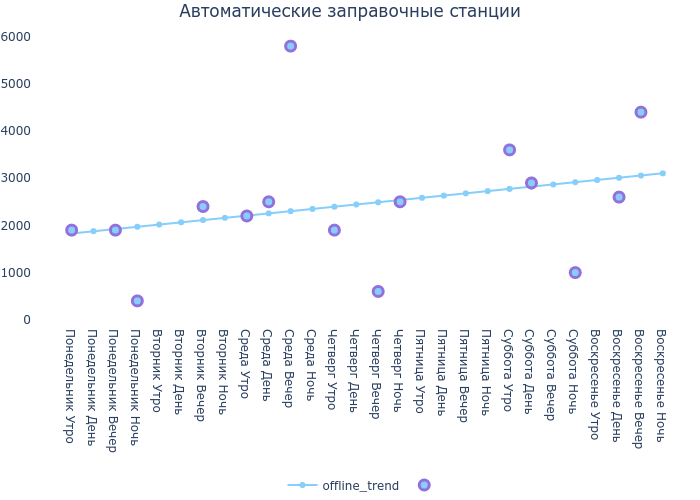 Автоматические заправочные станции
6000
5000
4000
3000
2000
1000
0
Понедельник Утро
Понедельник День
Понедельник Вечер
Понедельник Ночь
Вторник Утро
Вторник День
Вторник Вечер
Вторник Ночь
Среда Утро
Среда День
Среда Вечер
Среда Ночь
Четверг Утро
Четверг День
Четверг Вечер
Четверг Ночь
Пятница Утро
Пятница День
Пятница Вечер
Пятница Ночь
Суббота Утро
Суббота День
Суббота Вечер
Суббота Ночь
Воскресенье Утро
Воскресенье День
Воскресенье Вечер
Воскресенье Ночь
offline_trend